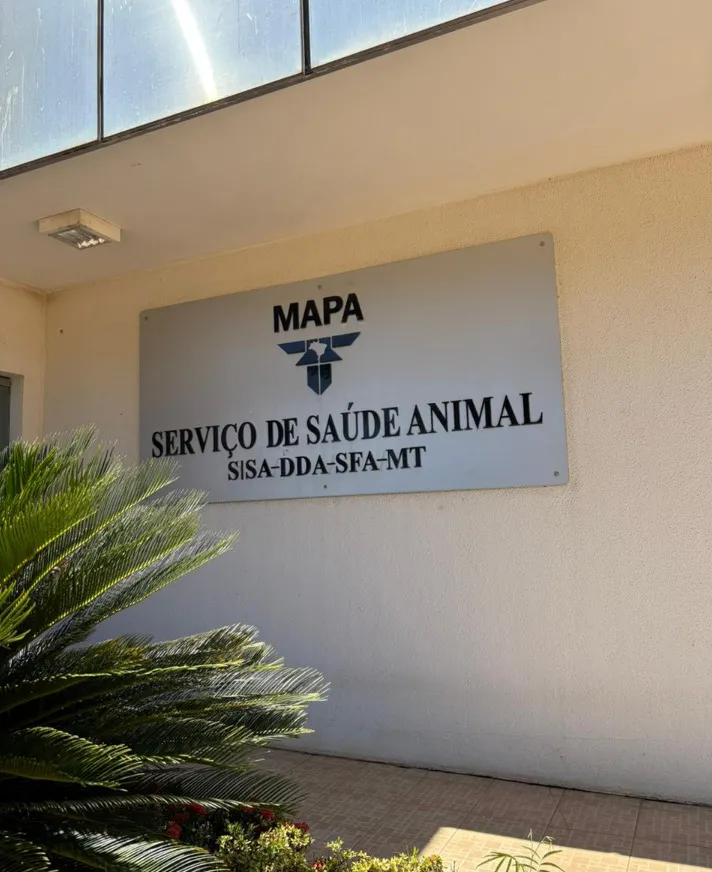 MAPA
SERVIÇO DE SAÚDE ANIMAL
SISA-DDA-SFA-MT